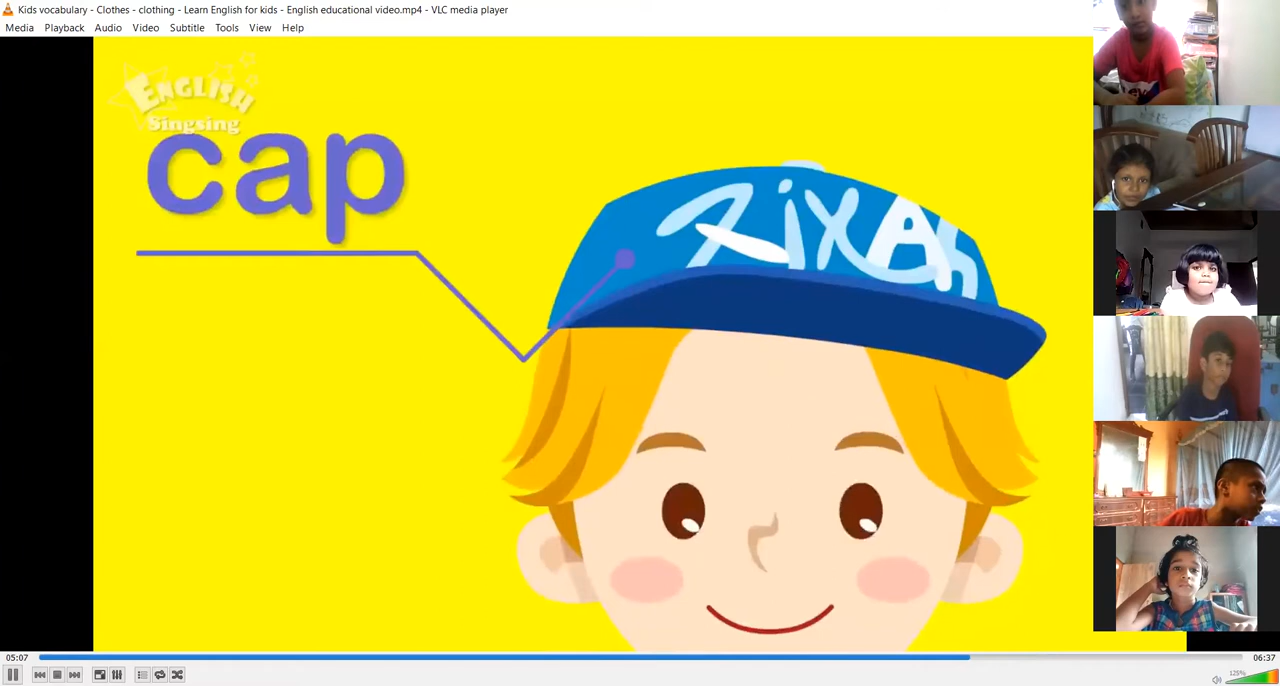 Kids vocabulary - Clothes - clothing - Learn English for kids - English educational video.mp4 - VLC media player
Media Playback Audio Video Subtitle Tools View Help
ENGLISH
Singsing
cap
05:07
06:37
125%